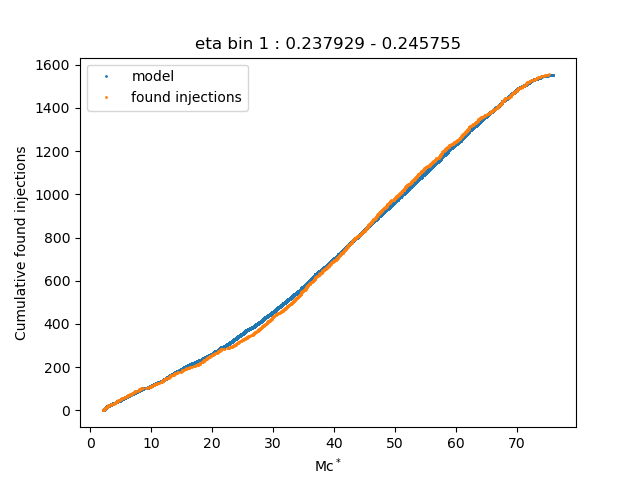 eta bin 1 : 0.237929 - 0.245755
model
found injections
Cumulative found injections
1600
1400
1200
1000
800
600
400
200
0
0 10 20 30 40 50 60 70
Mc*